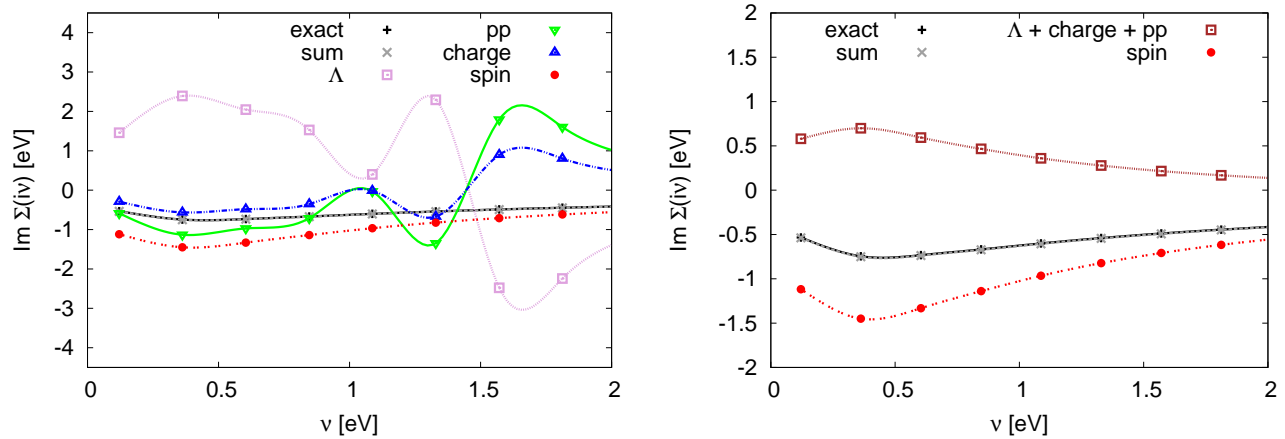 exact
sum
Λ
pp
charge
spin
Im Σ(iν) [eV]
4
3
2
1
0
-1
-2
-3
-4
0
0.5
1
1.5
2
ν [eV]
exact
sum
Λ + charge + pp
spin
Im Σ(iν) [eV]
2
1.5
1
0.5
0
-0.5
-1
-1.5
-2
0
0.5
1
1.5
2
ν [eV]